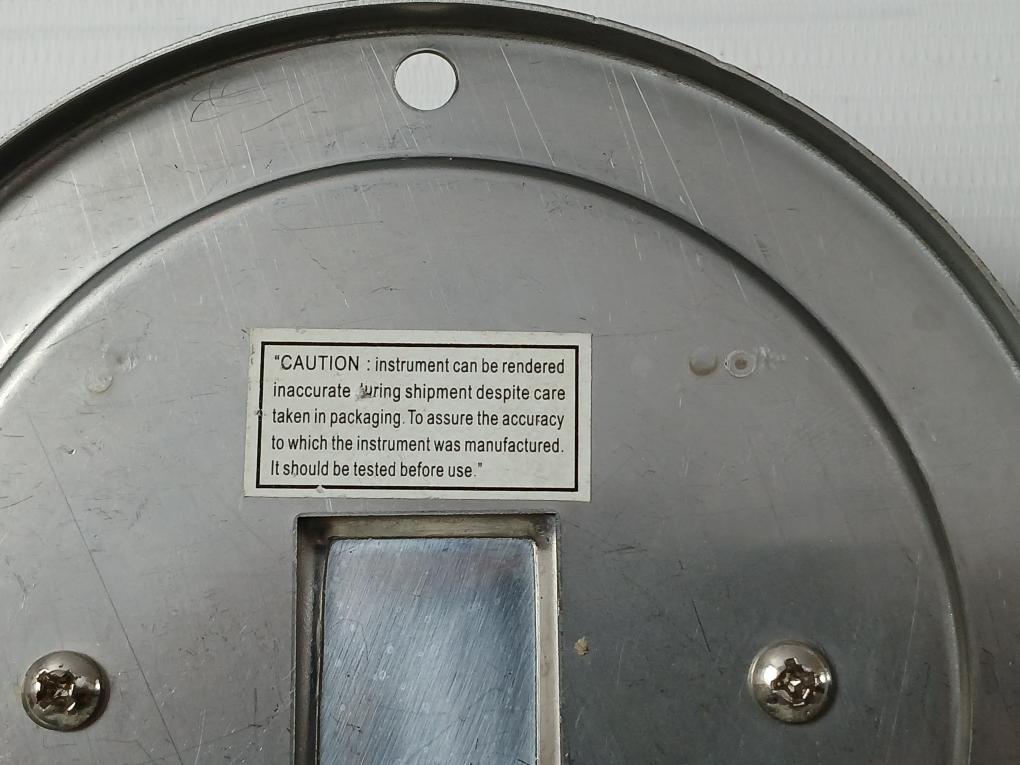 "CAUTION : instrument can be rendered
inaccurate during shipment despite care
taken in packaging. To assure the accuracy
to which the instrument was manufactured.
It should be tested before use."